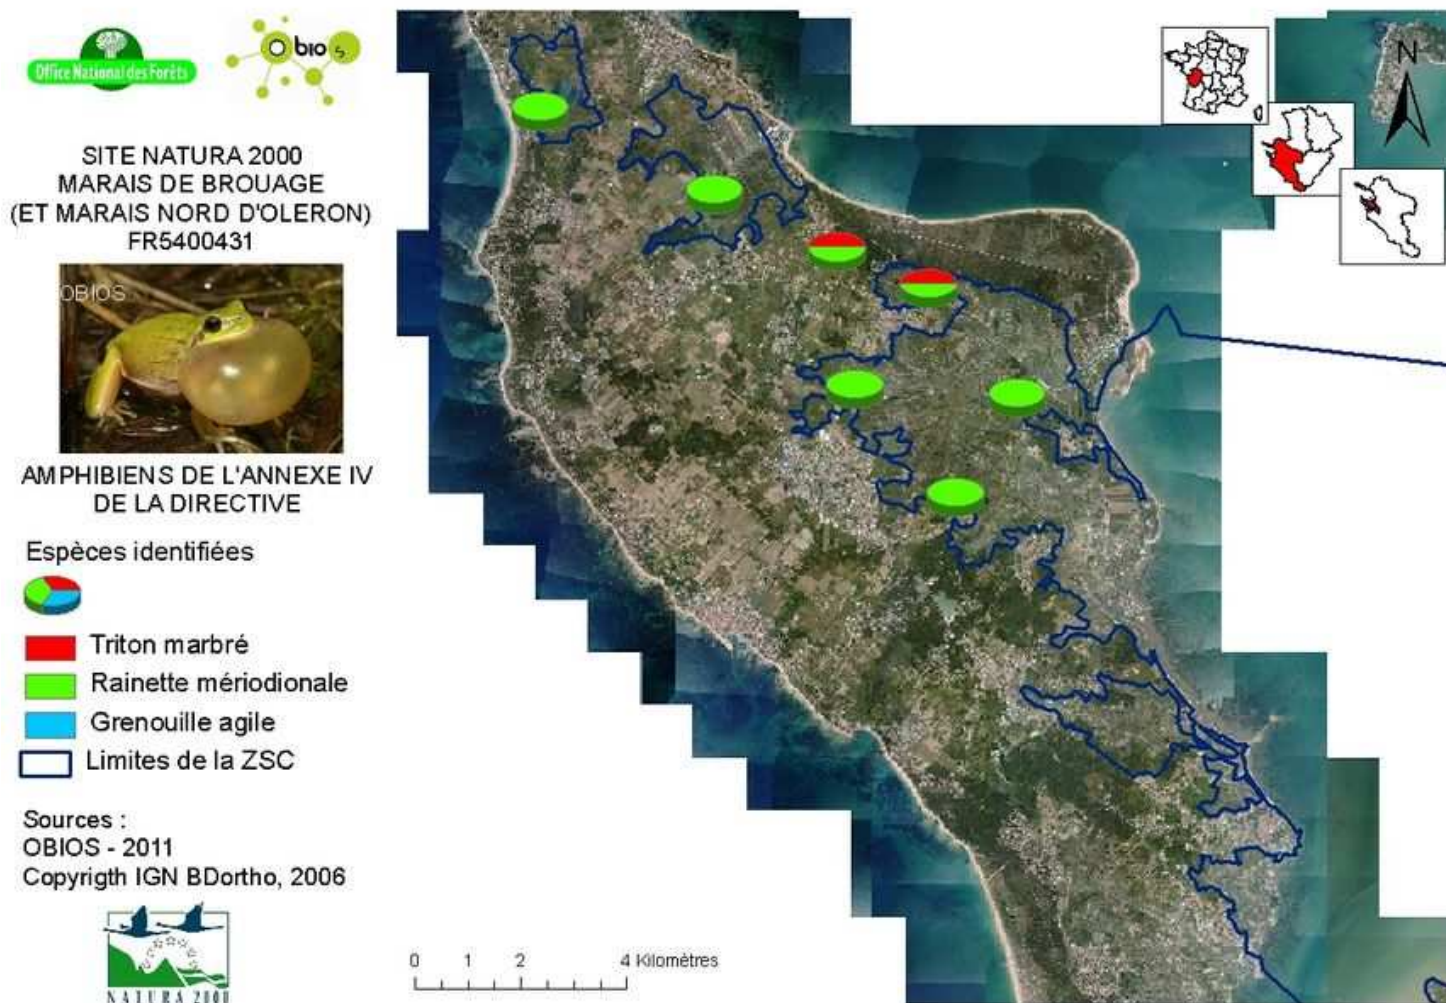 Office National des Forêts
Obios
SITE NATURA 2000
MARAIS DE BROUAGE
(ET MARAIS NORD D'OLERON)
FR5400431
OBIOS
AMPHIBIENS DE L'ANNEXE IV
DE LA DIRECTIVE
Espèces identifiées
Triton marbré
Rainette mériodionale
Grenouille agile
Limites de la ZSC
Sources :
OBIOS - 2011
Copyrigth IGN BDortho, 2006
NATURA 2000
0 1 2 4 Kilomètres
N